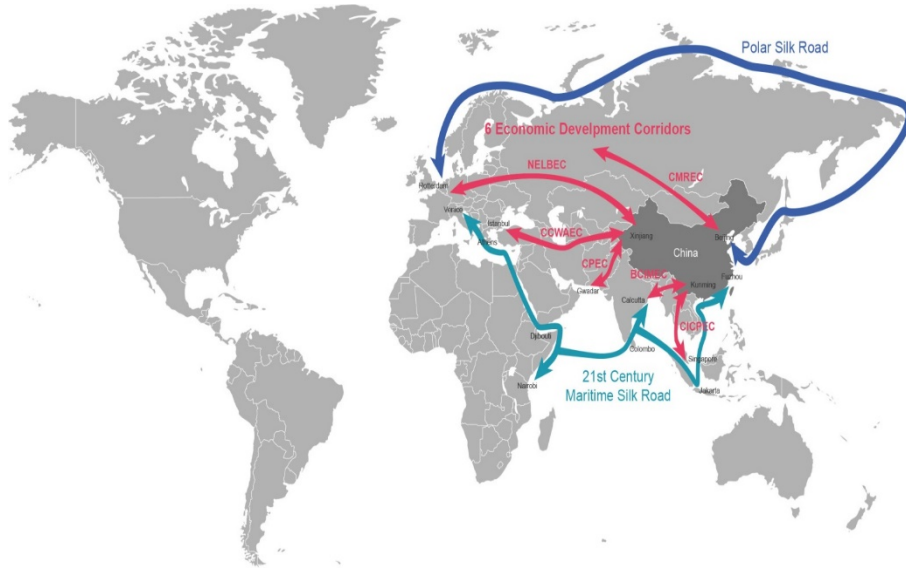 Polar Silk Road
6 Economic Develpment Corridors
NELBEC
CMREC
Rotterdam
Venice
Istanbul
Athens
CCWAEC
Xinjiang
Beijing
China
CPEC
Gwadar
BCIMEC
Kunming
Fuzhou
Calcutta
CICPEC
Djibouti
Colombo
Singapore
Nairobi
21st Century
Maritime Silk Road
Jakarta